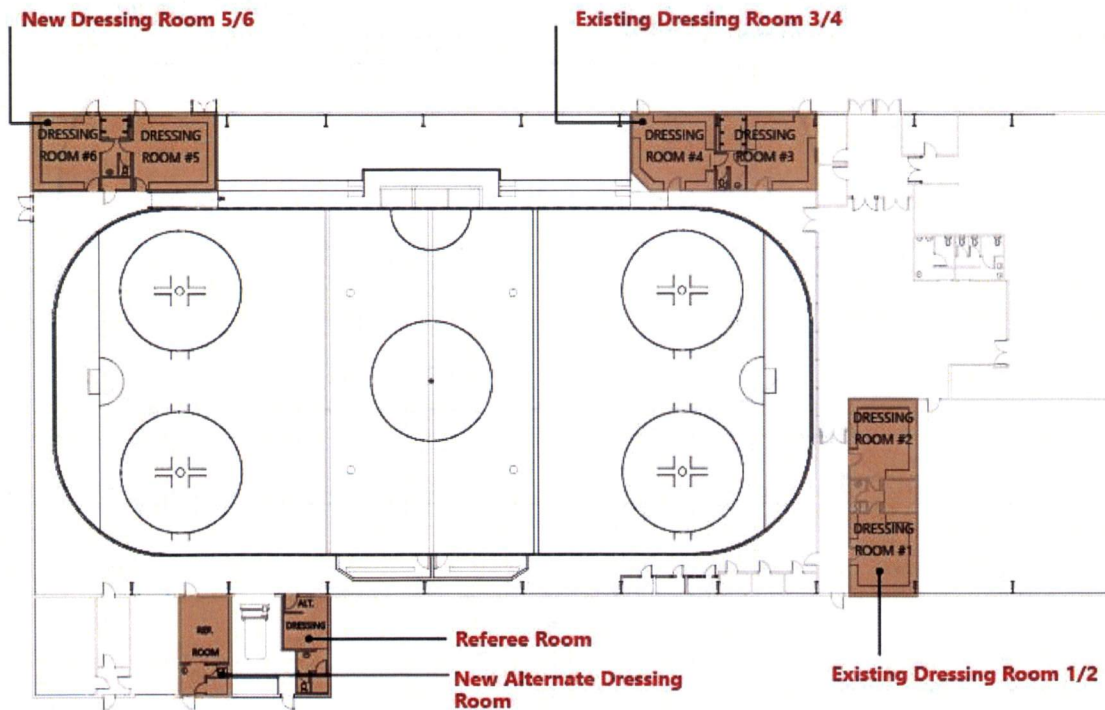 New Dressing Room 5/6
Existing Dressing Room 3/4
DRESSING
ROOM #6
DRESSING
ROOM #5
DRESSING
ROOM #4
DRESSING
ROOM #3
DRESSING
ROOM #2
DRESSING
ROOM #1
REF.
ROOM
ALT.
DRESSING
Referee Room
New Alternate Dressing
Room
Existing Dressing Room 1/2